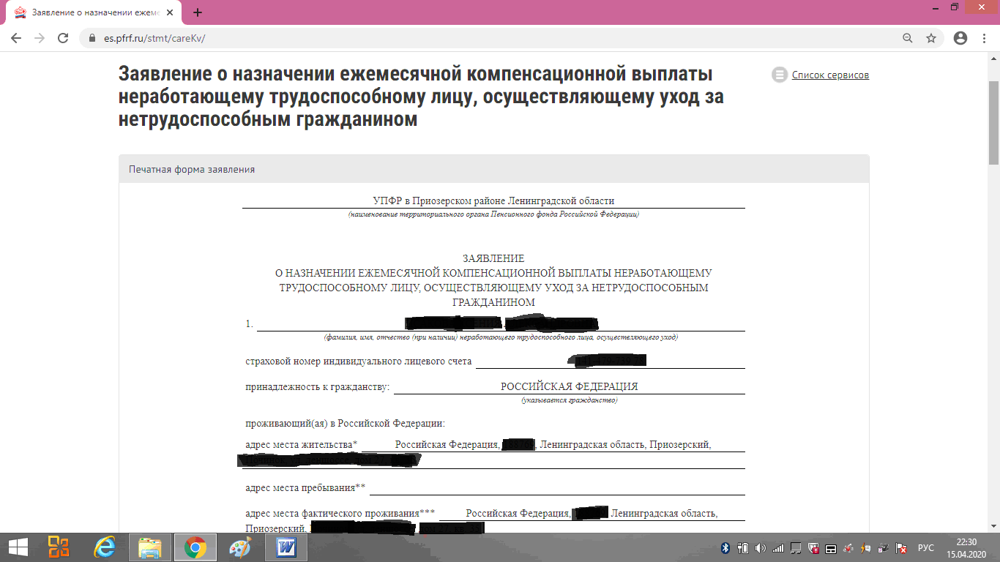 Заявление о назначении ежеме
es.pfrf.ru/stmt/careKv/
Заявление о назначении ежемесячной компенсационной выплаты
неработающему трудоспособному лицу, осуществляющему уход за
нетрудоспособным гражданином
Список сервисов
Печатная форма заявления
УПФР в Приозерском районе Ленинградской области
(наименование территориального органа Пенсионного фонда Российской Федерации)
ЗАЯВЛЕНИЕ
О НАЗНАЧЕНИИ ЕЖЕМЕСЯЧНОЙ КОМПЕНСАЦИОННОЙ ВЫПЛАТЫ НЕРАБОТАЮЩЕМУ
ТРУДОСПОСОБНОМУ ЛИЦУ, ОСУЩЕСТВЛЯЮЩЕМУ УХОД ЗА НЕТРУДОСПОСОБНЫМ
ГРАЖДАНИНОМ
1.
(фамилия, имя, отчество (при наличии) неработающего трудоспособного лица, осуществляющего уход)
страховой номер индивидуального лицевого счета
принадлежность к гражданству: РОССИЙСКАЯ ФЕДЕРАЦИЯ
(указывается гражданство)
проживающий(ая) в Российской Федерации:
адрес места жительства* Российская Федерация, , Ленинградская область, Приозерский,
адрес места пребывания**
адрес места фактического проживания*** Российская Федерация, Ленинградская область,
Приозерский,
РУС
22:30
15.04.2020